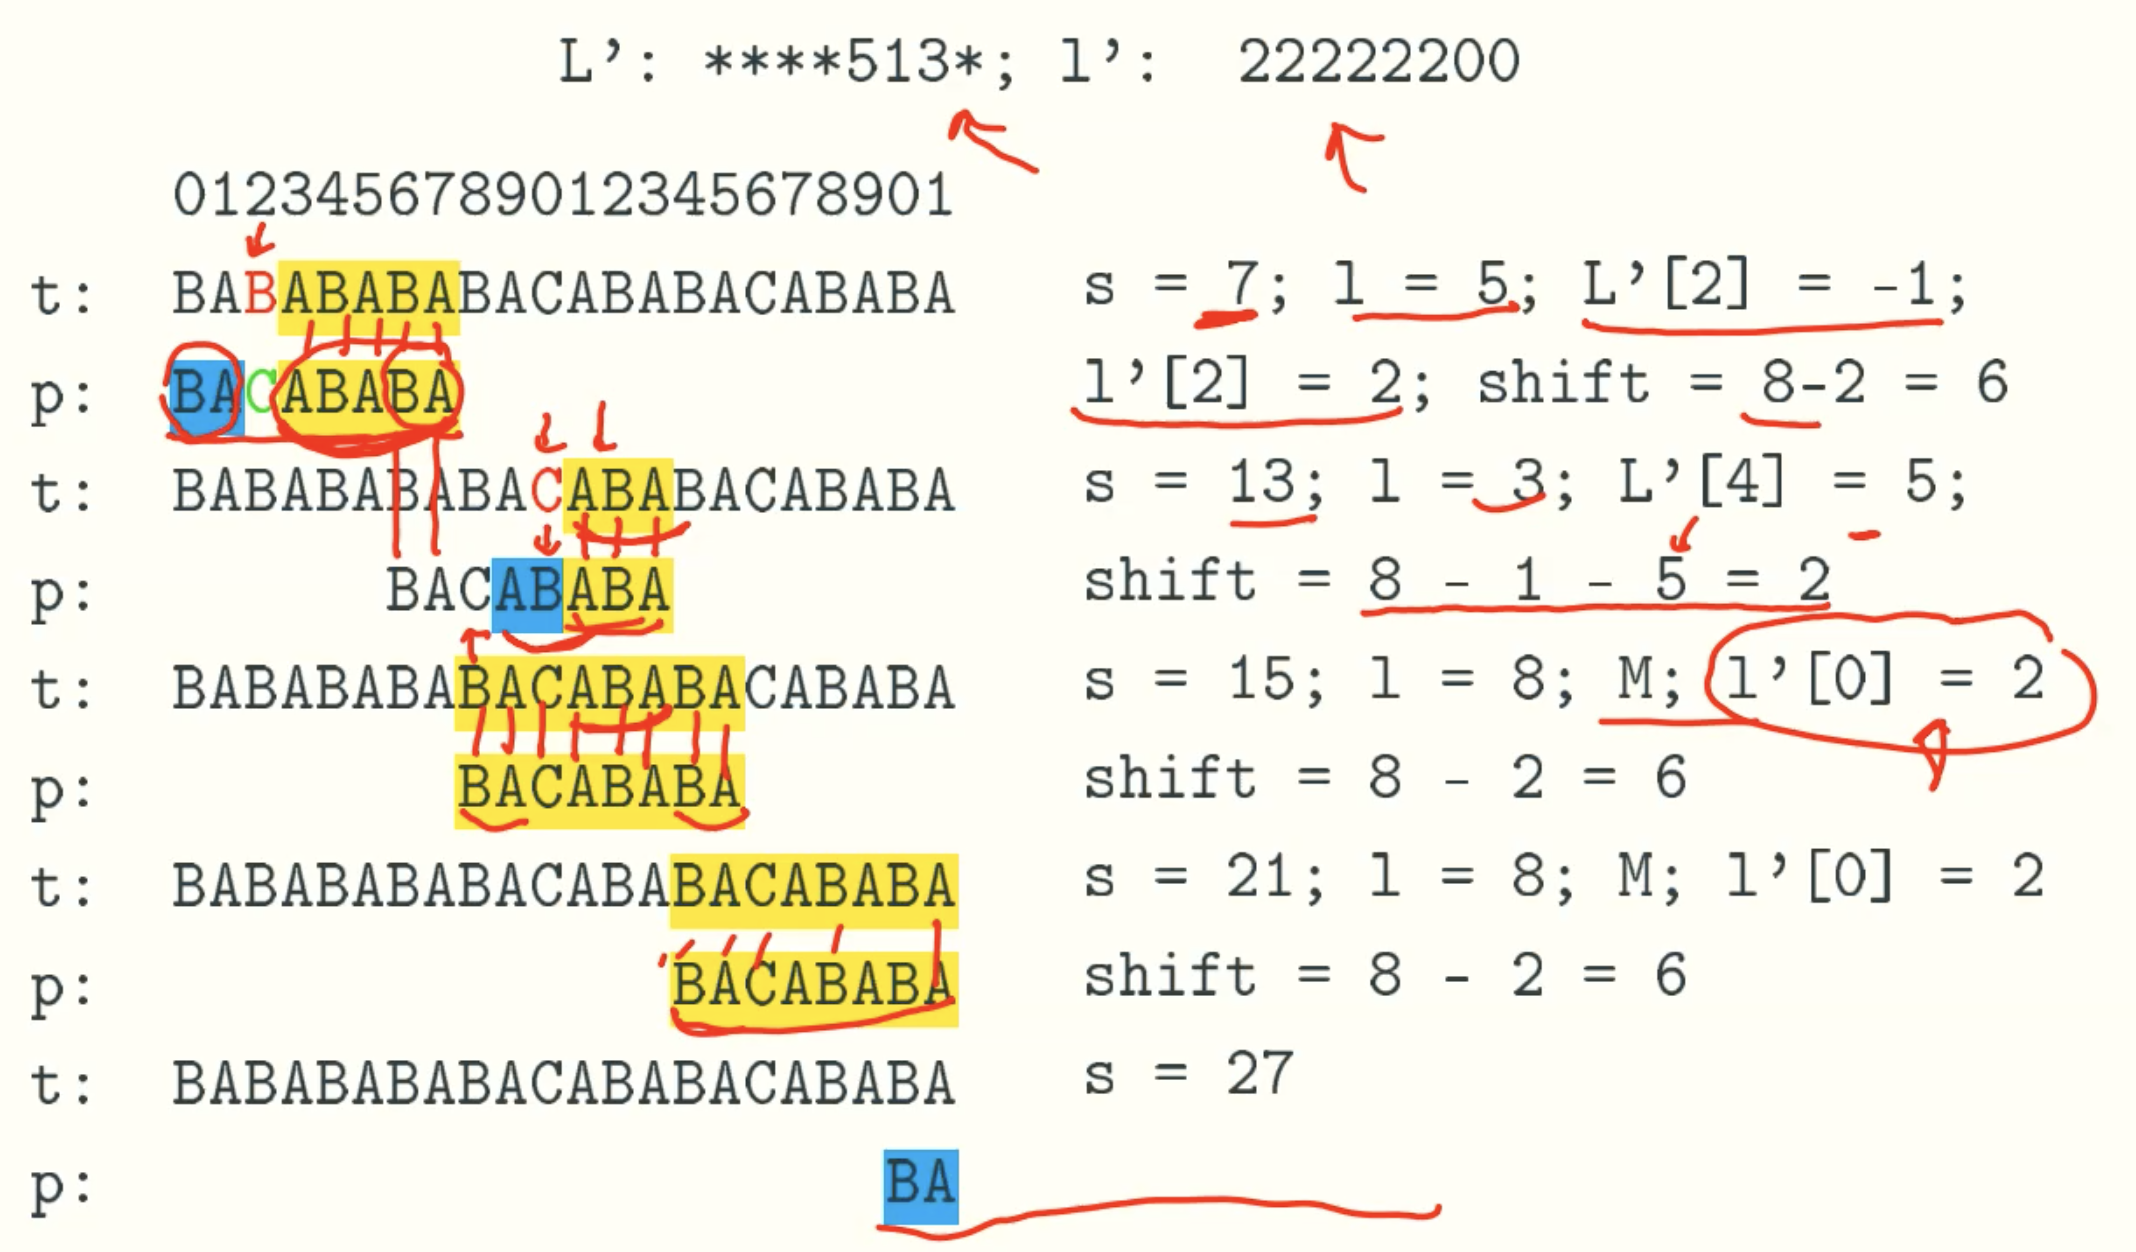 L’: ****513*; l’: 22222200
0123456789012345678901
t: BABABABABACABABACABABA s = 7; l = 5; L’[2] = -1;
p: BACABABA l’[2] = 2; shift = 8-2 = 6
t: BABABABABACABABACABABA s = 13; l = 3; L’[4] = 5;
p: BACABABA shift = 8 - 1 - 5 = 2
t: BABABABABACABABACABABA s = 15; l = 8; M; l’[0] = 2
p: BACABABA shift = 8 - 2 = 6
t: BABABABABACABABACABABA s = 21; l = 8; M; l’[0] = 2
p: BACABABA shift = 8 - 2 = 6
t: BABABABABACABABACABABA s = 27
p: BA